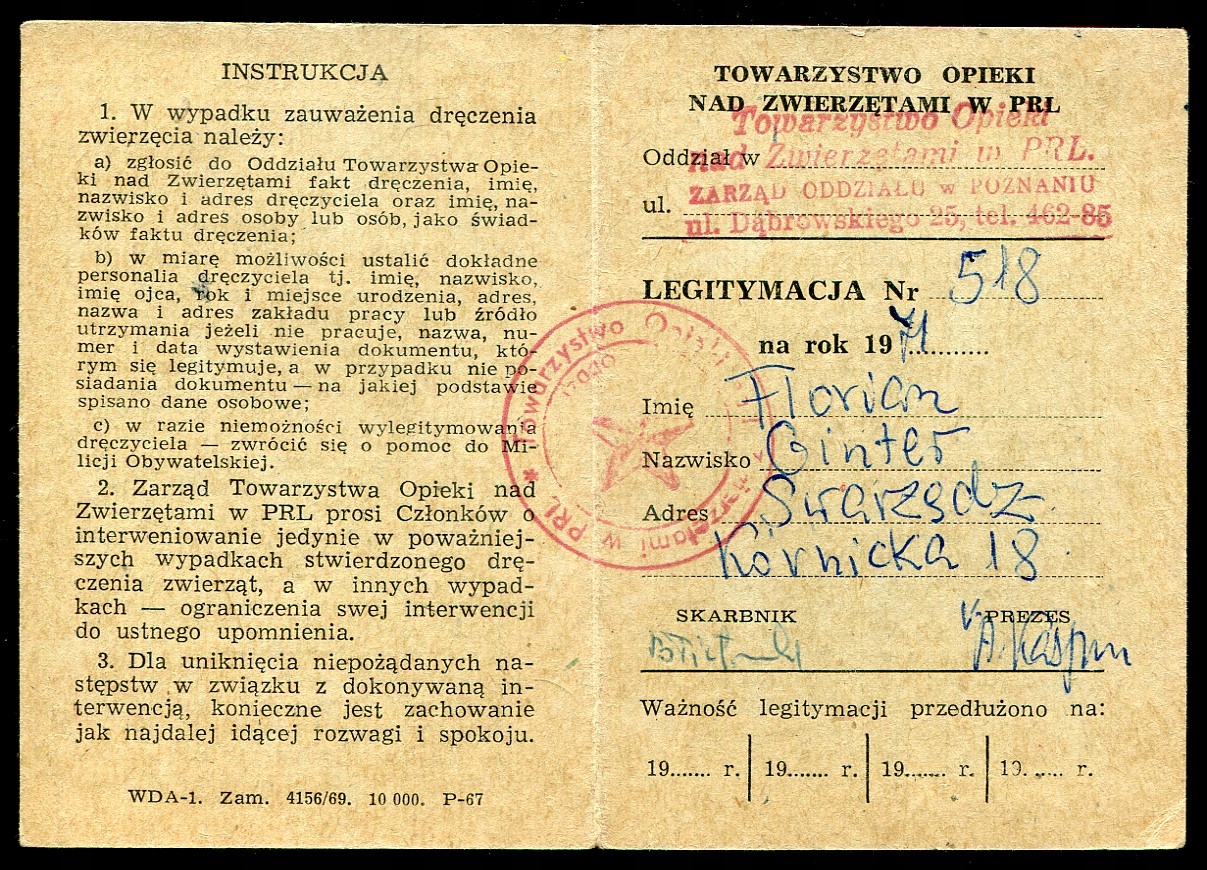 INSTRUKCJA
1. W wypadku zauważenia dręczenia
zwierzęcia należy:
a) zgłosić do Oddziału Towarzystwa Opie-
ki nad Zwierzętami fakt dręczenia, imię,
nazwisko i adres dręczyciela oraz imię, na-
zwisko i adres osoby lub osób, jako świad-
ków faktu dręczenia;
b) w miarę możliwości ustalić dokładne
personalia dręczyciela tj. imię, nazwisko,
imię ojca, rok i miejsce urodzenia, adres,
nazwa i adres zakładu pracy lub źródło
utrzymania jeżeli nie pracuje, nazwa, nu-
mer i data wystawienia dokumentu, któ-
rym się legitymuje, a w przypadku nie po-
siadania dokumentu — na jakiej podstawie
spisano dane osobowe;
c) w razie niemożności wylegitymowania
dręczyciela — zwrócić się o pomoc do Mi-
licji Obywatelskiej.
2. Zarząd Towarzystwa Opieki nad
Zwierzętami w PRL prosi Członków o
interweniowanie jedynie w poważniej-
szych wypadkach stwierdzonego drę-
czenia zwierząt, a w innych wypad-
kach — ograniczenia swej interwencji
do ustnego upomnienia.
3. Dla uniknięcia niepożądanych na-
stępstw w związku z dokonywaną in-
terwencją, konieczne jest zachowanie
jak najdalej idącej rozwagi i spokoju.
WDA-1. Zam. 4156/69. 10 000. P-67
TOWARZYSTWO OPIEKI
NAD ZWIERZĘTAMI W PRL
Towarzystwo Opieki
Oddział w nad Zwierzętami w PRL.
ZARZĄD ODDZIAŁU w POZNANIU
ul. ul. Dąbrowskiego 25, tel. 462-85
LEGITYMACJA Nr 518
na rok 1971
Imię Florian
Nazwisko Ginter
Adres Swarzędz
Kórnicka 18
Towarzystwo Opieki nad Zwierzętami w PRL
SKARBNIK PREZES
Ważność legitymacji przedłużono na:
19....... r. 19....... r. 19....... r. 19....... r.